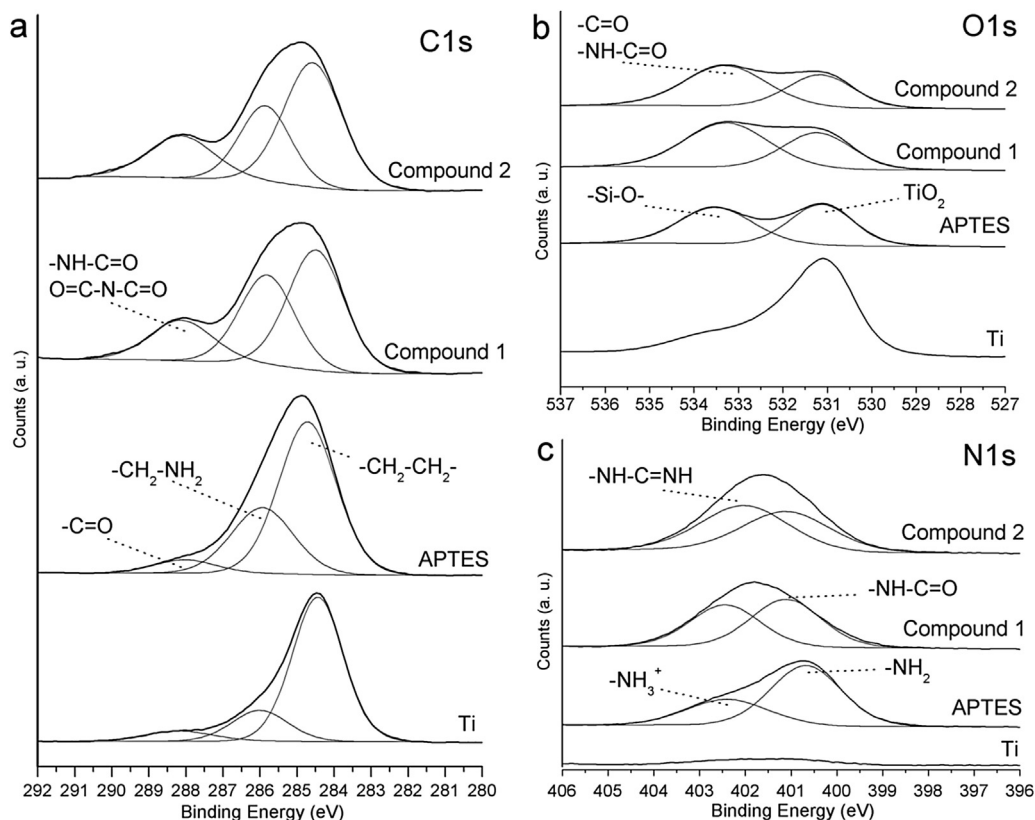 a
C1s
Compound 2
-NH-C=O
O=C-N-C=O
Compound 1
-CH₂-NH₂
-CH₂-CH₂-
-C=O
APTES
Ti
Counts (a. u.)
292 291 290 289 288 287 286 285 284 283 282 281 280
Binding Energy (eV)
b
O1s
-C=O
-NH-C=O
Compound 2
Compound 1
-Si-O-
TiO₂
APTES
Ti
Counts (a. u.)
537 536 535 534 533 532 531 530 529 528 527
Binding Energy (eV)
c
N1s
-NH-C=NH
Compound 2
-NH-C=O
Compound 1
-NH₃⁺
-NH₂
APTES
Ti
Counts (a. u.)
406 405 404 403 402 401 400 399 398 397 396
Binding Energy (eV)